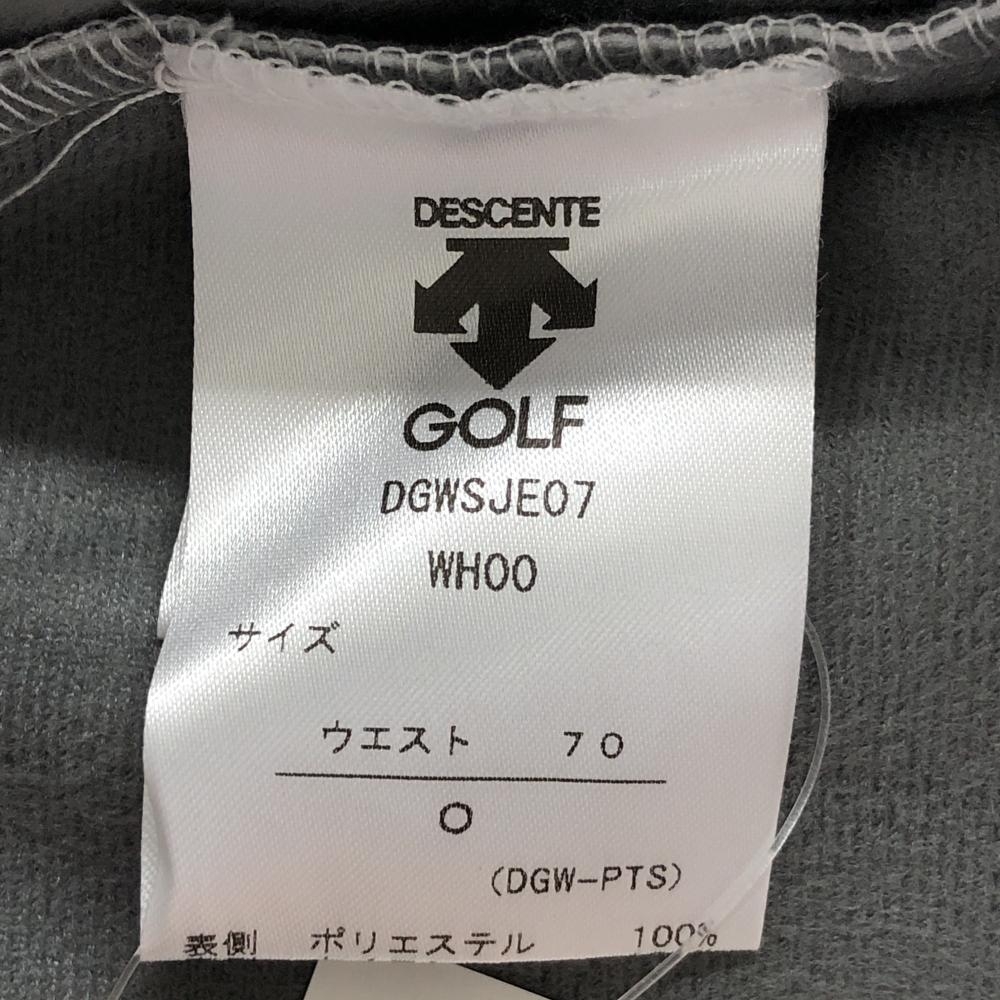 DESCENTE
GOLF
DGWSJE07
WH00
サイズ
ウエスト 70
O
(DGW-PTS)
表側 ポリエステル 100%